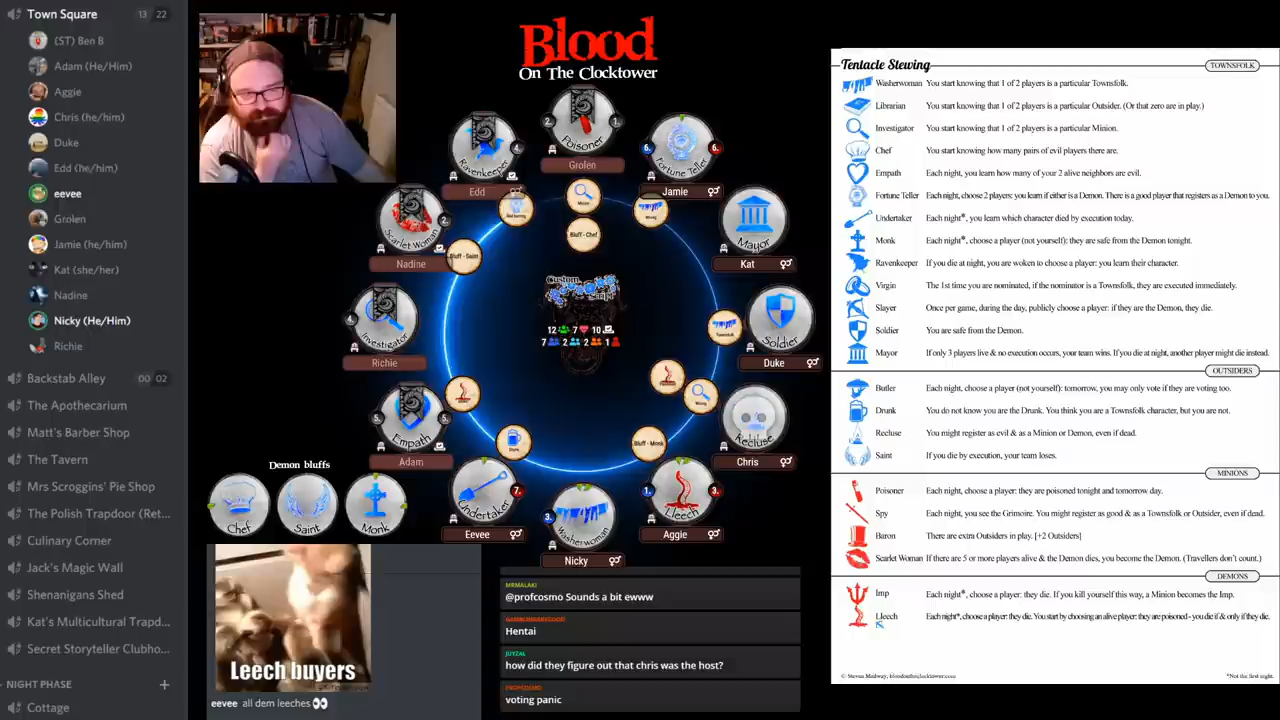 Town Square 13 22
(ST) Ben B
Adam (He/Him)
Aggie
Chris (he/him)
Duke
Edd (he/him)
eevee
Grolen
Jamie (he/him)
Kat (she/her)
Nadine
Nicky (He/Him)
Richie
Backstab Alley 00 02
The Apothecarium
Matt's Barber Shop
The Tavern
Mrs Scroggins' Pie Shop
The Polish Trapdoor (Ret...
Culinary Corner
Jack's Magic Wall
Shenanigans Shed
Kat's Multicultural Trapd...
Secret Storyteller Clubho...
NIGHT PHASE
Cottage
Blood
On The Clocktower
Poisoner
Grolen
Fortune Teller
Jamie
Mayor
Kat
Soldier
Duke
Recluse
Chris
Lleech
Aggie
Washerwoman
Nicky
Undertaker
Eevee
Empath
Adam
Investigator
Richie
Scarlet Woman
Nadine
Ravenkeeper
Edd
Minion
Wrong
Bluff - Chef
Bluff - Saint
Townsfolk
Wrong
Bluff - Monk
Drunk
Custom
Script
12 7 10
7 2 2 1
Demon bluffs
Chef
Saint
Monk
Leech buyers
eevee all dem leeches 👀
MRMALAKI
@profcosmo Sounds a bit ewww
Hentai
JUYZAL
how did they figure out that chris was the host?
voting panic
Tentacle Stewing
TOWNSFOLK
Washerwoman You start knowing that 1 of 2 players is a particular Townsfolk.
Librarian You start knowing that 1 of 2 players is a particular Outsider. (Or that zero are in play.)
Investigator You start knowing that 1 of 2 players is a particular Minion.
Chef You start knowing how many pairs of evil players there are.
Empath Each night, you learn how many of your 2 alive neighbors are evil.
Fortune Teller Each night, choose 2 players: you learn if either is a Demon. There is a good player that registers as a Demon to you.
Undertaker Each night*, you learn which character died by execution today.
Monk Each night*, choose a player (not yourself): they are safe from the Demon tonight.
Ravenkeeper If you die at night, you are woken to choose a player: you learn their character.
Virgin The 1st time you are nominated, if the nominator is a Townsfolk, they are executed immediately.
Slayer Once per game, during the day, publicly choose a player: if they are the Demon, they die.
Soldier You are safe from the Demon.
Mayor If only 3 players live & no execution occurs, your team wins. If you die at night, another player might die instead.
OUTSIDERS
Butler Each night, choose a player (not yourself): tomorrow, you may only vote if they are voting too.
Drunk You do not know you are the Drunk. You think you are a Townsfolk character, but you are not.
Recluse You might register as evil & as a Minion or Demon, even if dead.
Saint If you die by execution, your team loses.
MINIONS
Poisoner Each night, choose a player: they are poisoned tonight and tomorrow day.
Spy Each night, you see the Grimoire. You might register as good & as a Townsfolk or Outsider, even if dead.
Baron There are extra Outsiders in play. [+2 Outsiders]
Scarlet Woman If there are 5 or more players alive & the Demon dies, you become the Demon. (Travellers don't count.)
DEMONS
Imp Each night*, choose a player: they die. If you kill yourself this way, a Minion becomes the Imp.
Lleech Each night*, choose a player: they die. You start by choosing an alive player: they are poisoned - you die if & only if they die.
© Steven Medway, bloodontheclocktower.com
*Not the first night.